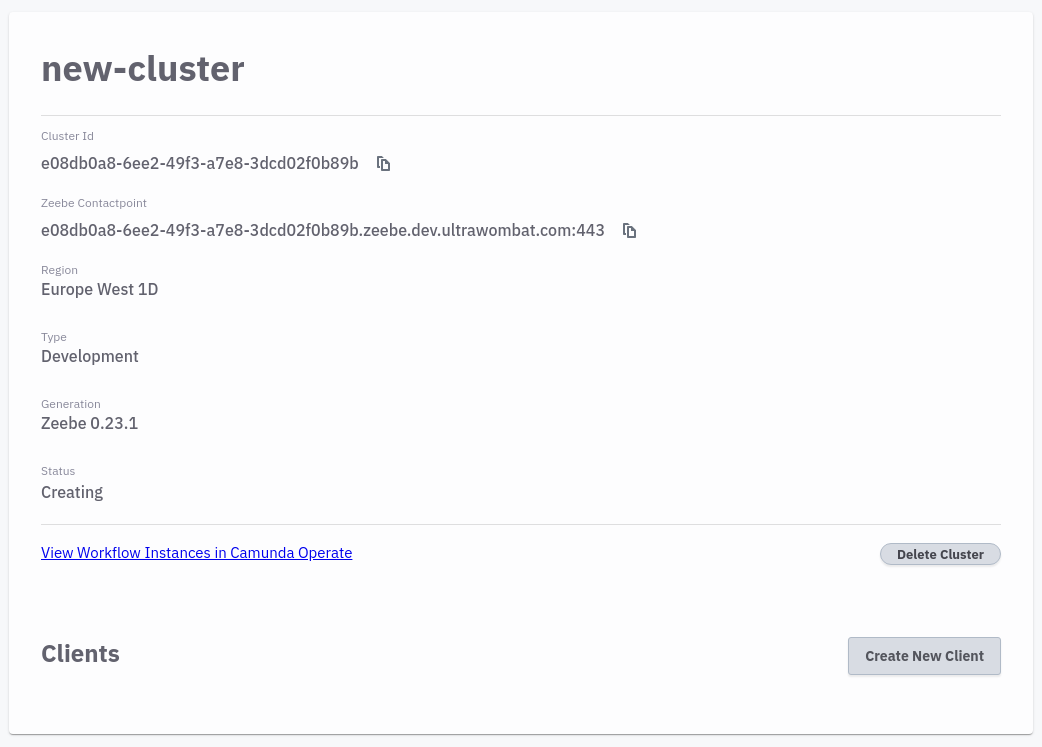 new-cluster
Cluster Id
e08db0a8-6ee2-49f3-a7e8-3dcd02f0b89b
Zeebe Contactpoint
e08db0a8-6ee2-49f3-a7e8-3dcd02f0b89b.zeebe.dev.ultrawombat.com:443
Region
Europe West 1D
Type
Development
Generation
Zeebe 0.23.1
Status
Creating
View Workflow Instances in Camunda Operate
Delete Cluster
Clients
Create New Client